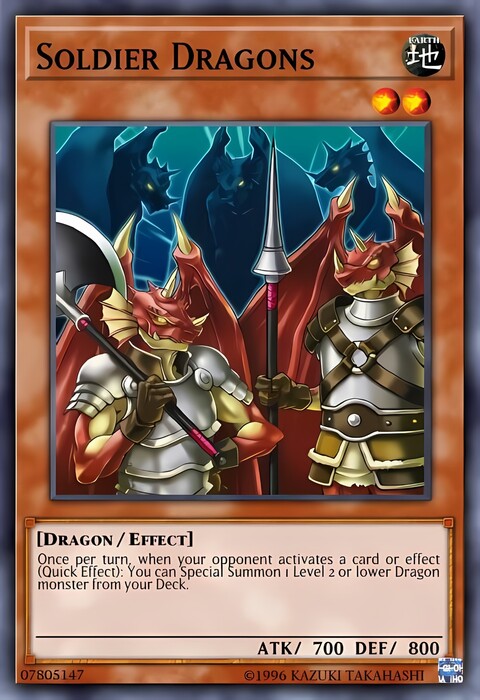 SOLDIER DRAGONS
EARTH
地
[DRAGON / EFFECT]
Once per turn, when your opponent activates a card or effect
(Quick Effect): You can Special Summon 1 Level 2 or lower Dragon
monster from your Deck.
ATK/ 700 DEF/ 800
07805147
©1996 KAZUKI TAKAHASHI